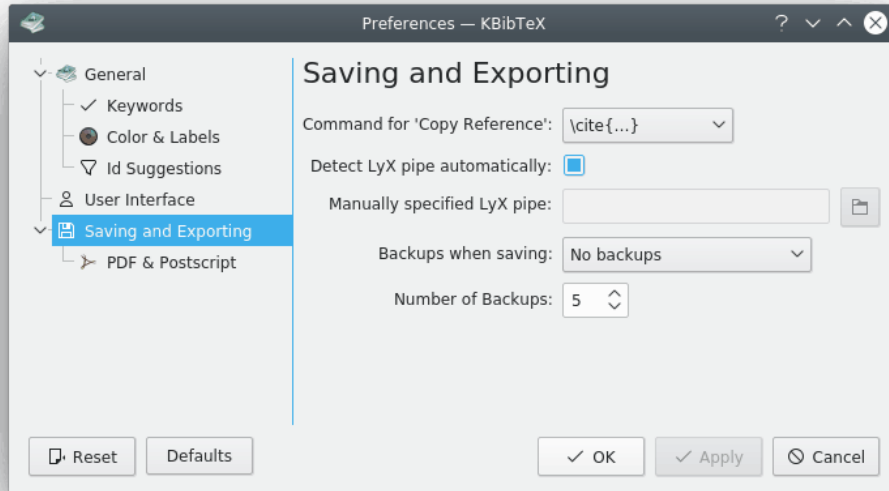 Preferences — KBibTeX
General
Keywords
Color & Labels
Id Suggestions
User Interface
Saving and Exporting
PDF & Postscript
Saving and Exporting
Command for 'Copy Reference': \cite{...}
Detect LyX pipe automatically:
Manually specified LyX pipe:
Backups when saving: No backups
Number of Backups: 5
Reset Defaults OK Apply Cancel